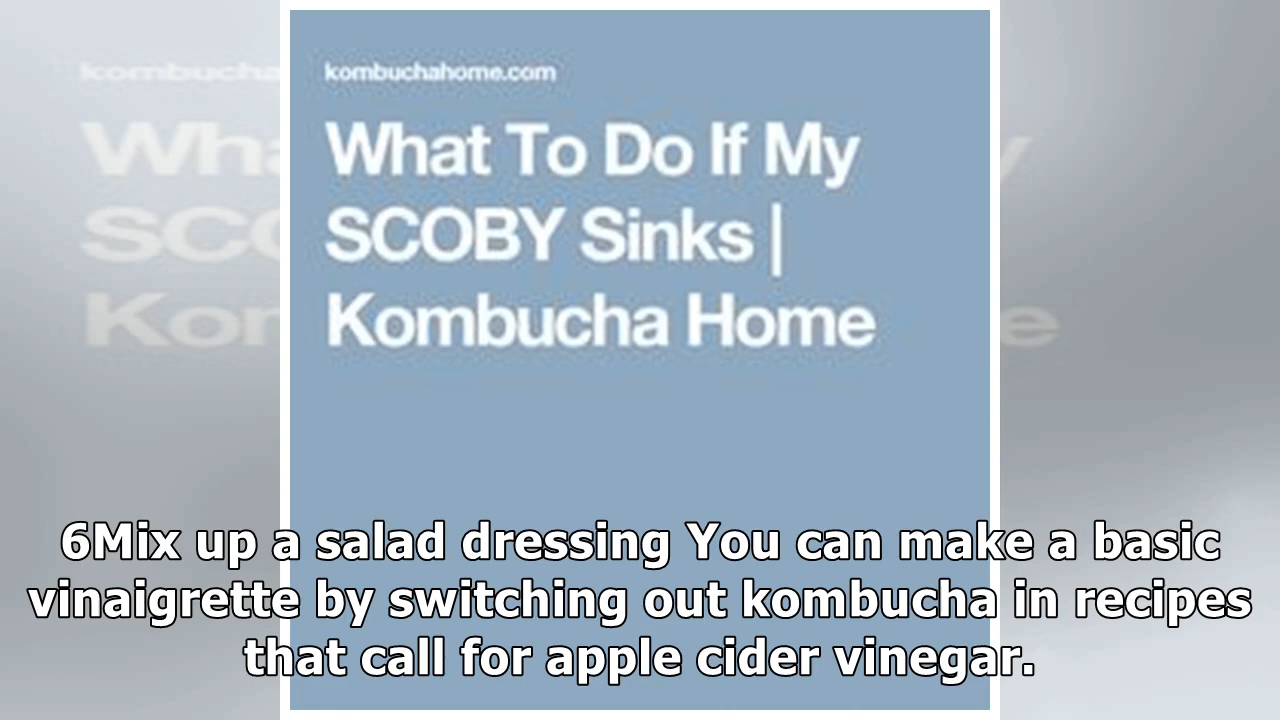 kombuchahome.com
What To Do If My
SCOBY Sinks |
Kombucha Home
6Mix up a salad dressing You can make a basic
vinaigrette by switching out kombucha in recipes
that call for apple cider vinegar.